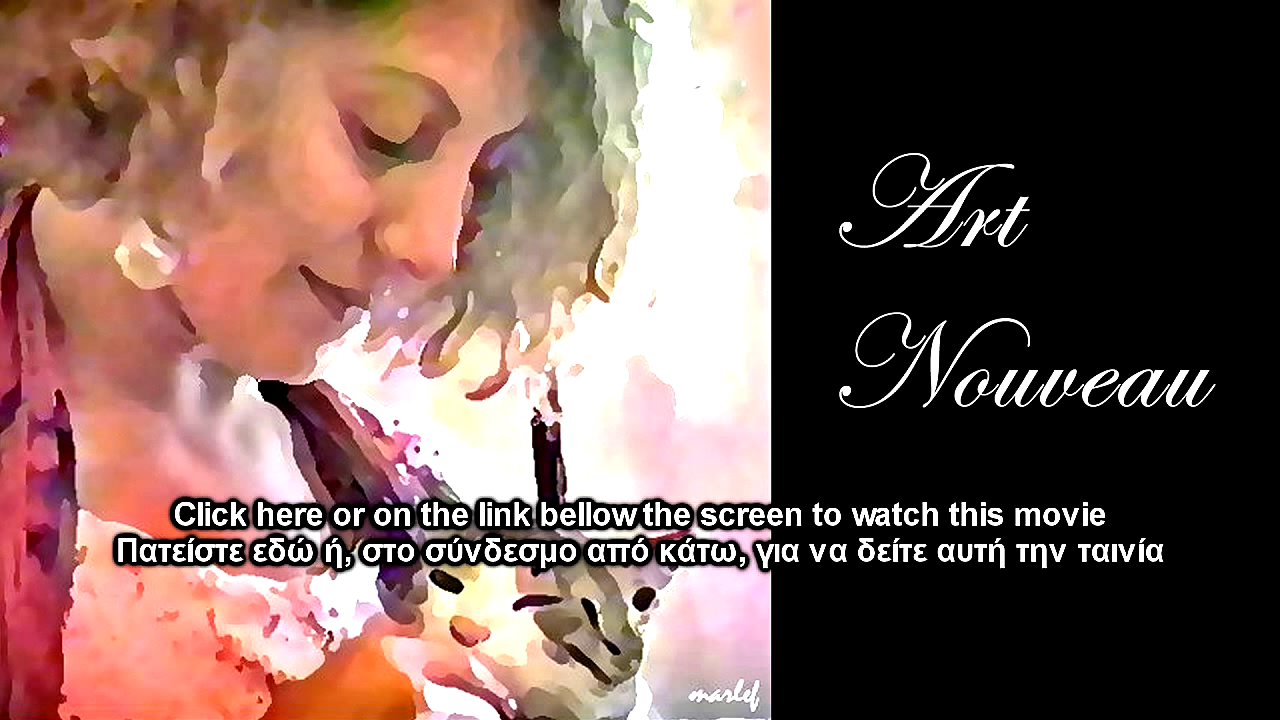 Art
Nouveau
Click here or on the link bellow the screen to watch this movie
Πατείστε εδώ ή, στο σύνδεσμο από κάτω, για να δείτε αυτή την ταινία
marlef